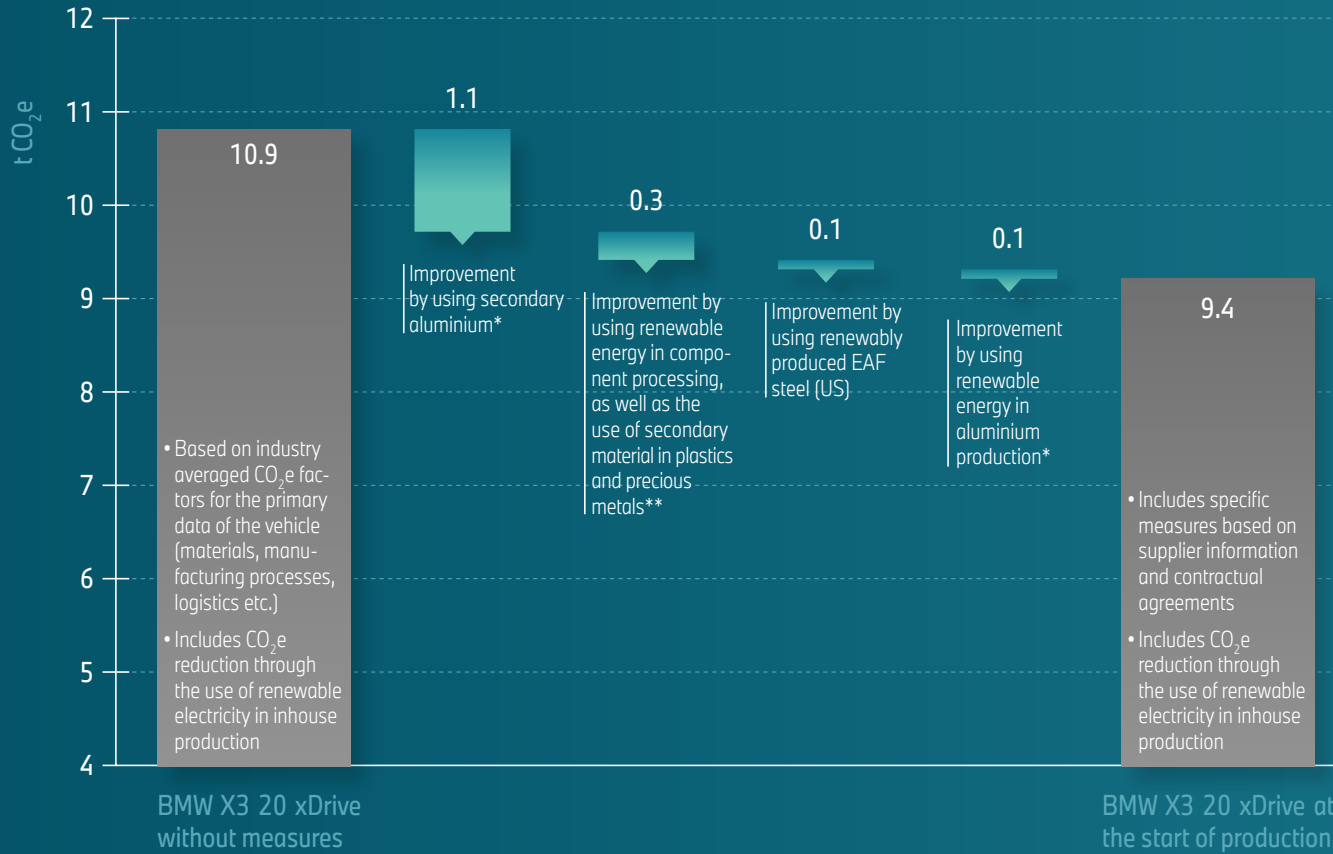 t CO₂e
12
11
10
9
8
7
6
5
4
10.9
• Based on industry
averaged CO₂e fac-
tors for the primary
data of the vehicle
(materials, manu-
facturing processes,
logistics etc.)
• Includes CO₂e
reduction through
the use of renewable
electricity in inhouse
production
BMW X3 20 xDrive
without measures
1.1
Improvement
by using secondary
aluminium*
0.3
Improvement by
using renewable
energy in compo-
nent processing,
as well as the
use of secondary
material in plastics
and precious
metals**
0.1
Improvement by
using renewably
produced EAF
steel (US)
0.1
Improvement
by using
renewable
energy in
aluminium
production*
9.4
• Includes specific
measures based on
supplier information
and contractual
agreements
• Includes CO₂e
reduction through
the use of renewable
electricity in inhouse
production
BMW X3 20 xDrive at
the start of production